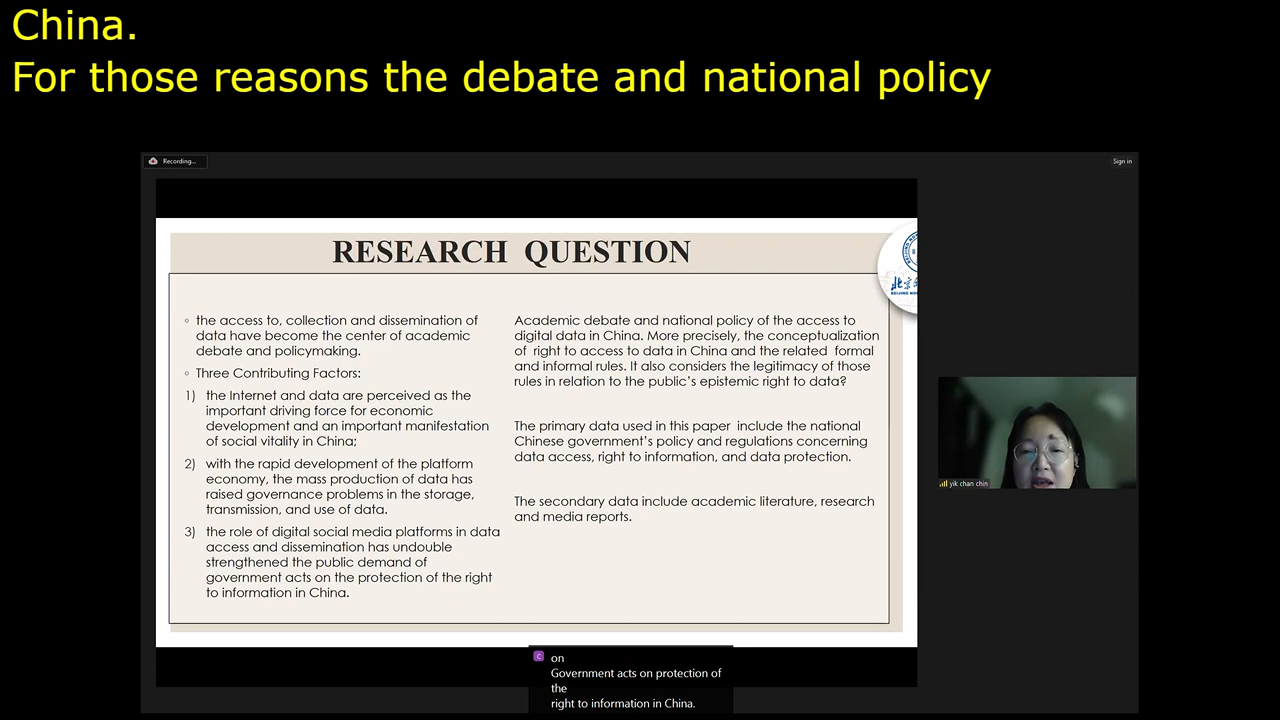 China.
For those reasons the debate and national policy
Recording...
Sign in
RESEARCH QUESTION
the access to, collection and dissemination of
data have become the center of academic
debate and policymaking.
Three Contributing Factors:
1) the Internet and data are perceived as the
important driving force for economic
development and an important manifestation
of social vitality in China;
2) with the rapid development of the platform
economy, the mass production of data has
raised governance problems in the storage,
transmission, and use of data.
3) the role of digital social media platforms in data
access and dissemination has undouble
strengthened the public demand of
government acts on the protection of the right
to information in China.
Academic debate and national policy of the access to
digital data in China. More precisely, the conceptualization
of right to access to data in China and the related formal
and informal rules. It also considers the legitimacy of those
rules in relation to the public's epistemic right to data?
The primary data used in this paper include the national
Chinese government's policy and regulations concerning
data access, right to information, and data protection.
The secondary data include academic literature, research
and media reports.
北京
BEIJING NOR
yik chan chin
C
on
Government acts on protection of
the
right to information in China.